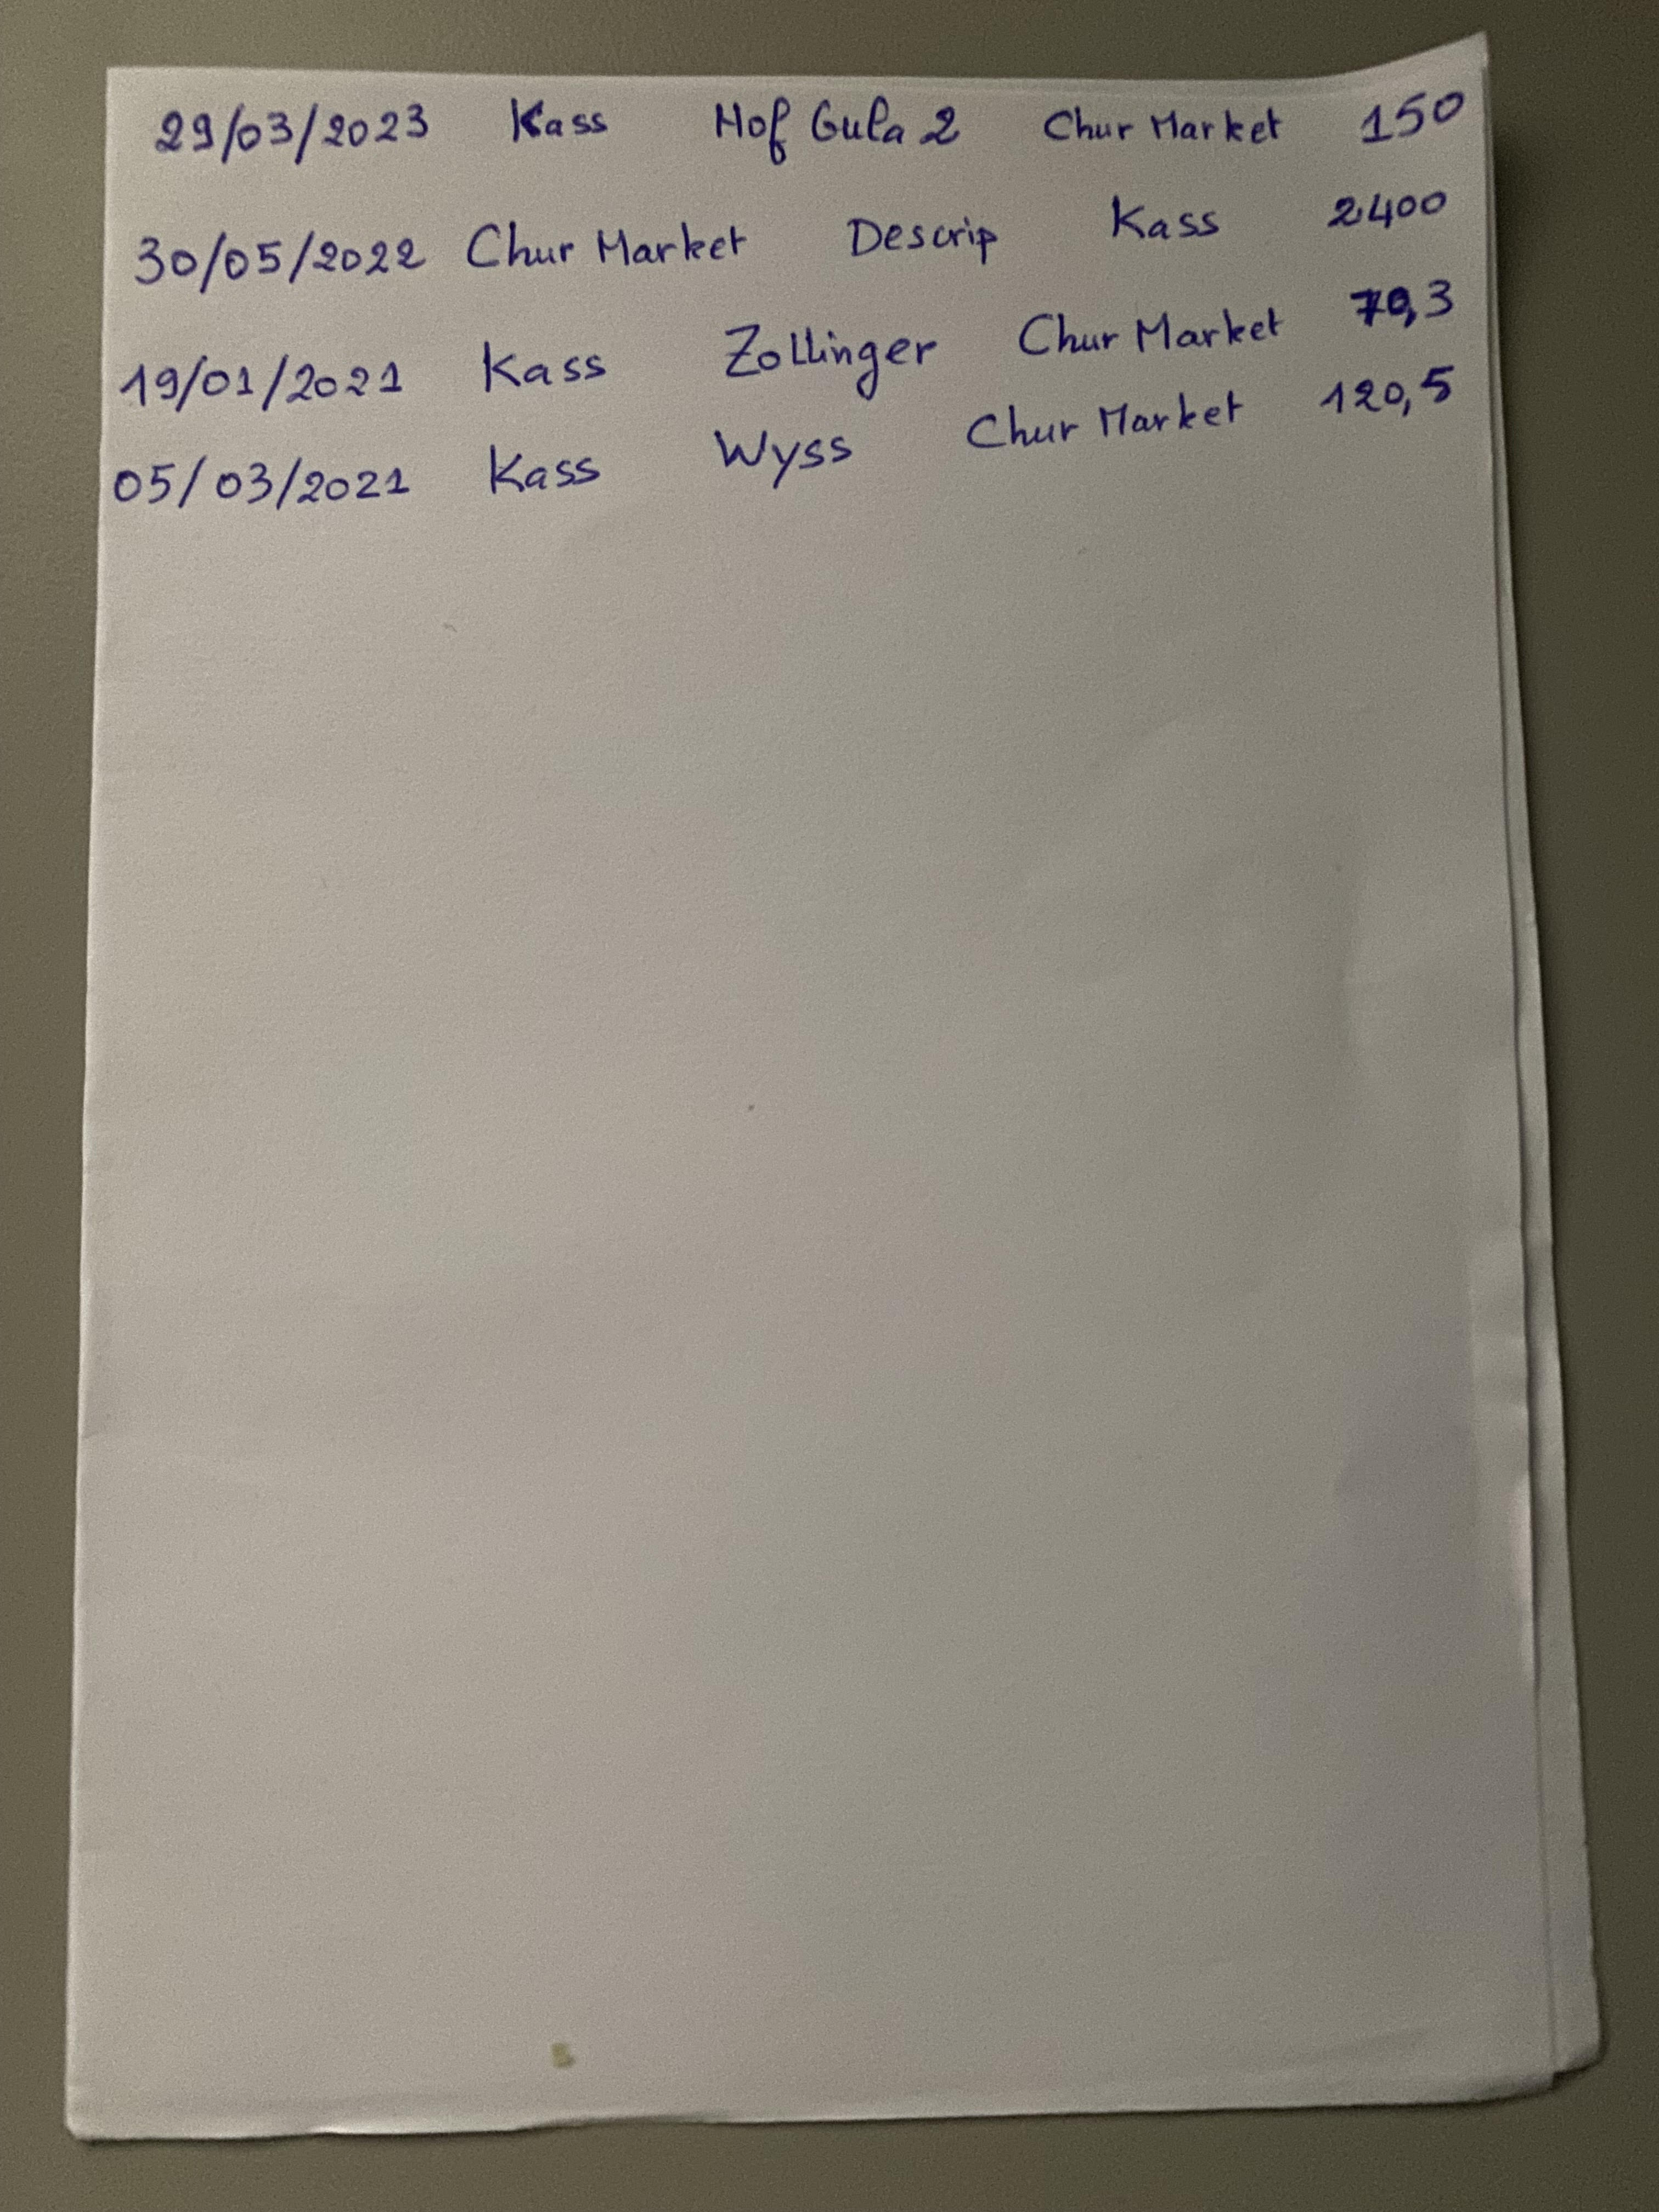 29/03/2023 Kass Hof Gula 2 Chur Market 150
30/05/2022 Chur Market Descrip Kass 2400
19/01/2021 Kass Zollinger Chur Market 70,3
05/03/2021 Kass Wyss Chur Market 120,5